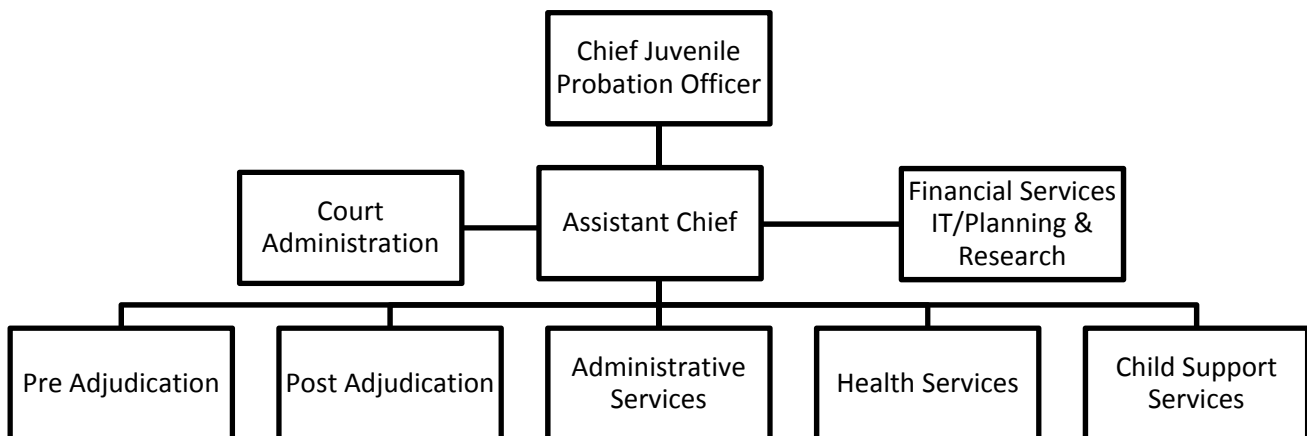 Chief Juvenile
Probation Officer
Court
Administration
Assistant Chief
Financial Services
IT/Planning &
Research
Pre Adjudication
Post Adjudication
Administrative
Services
Health Services
Child Support
Services